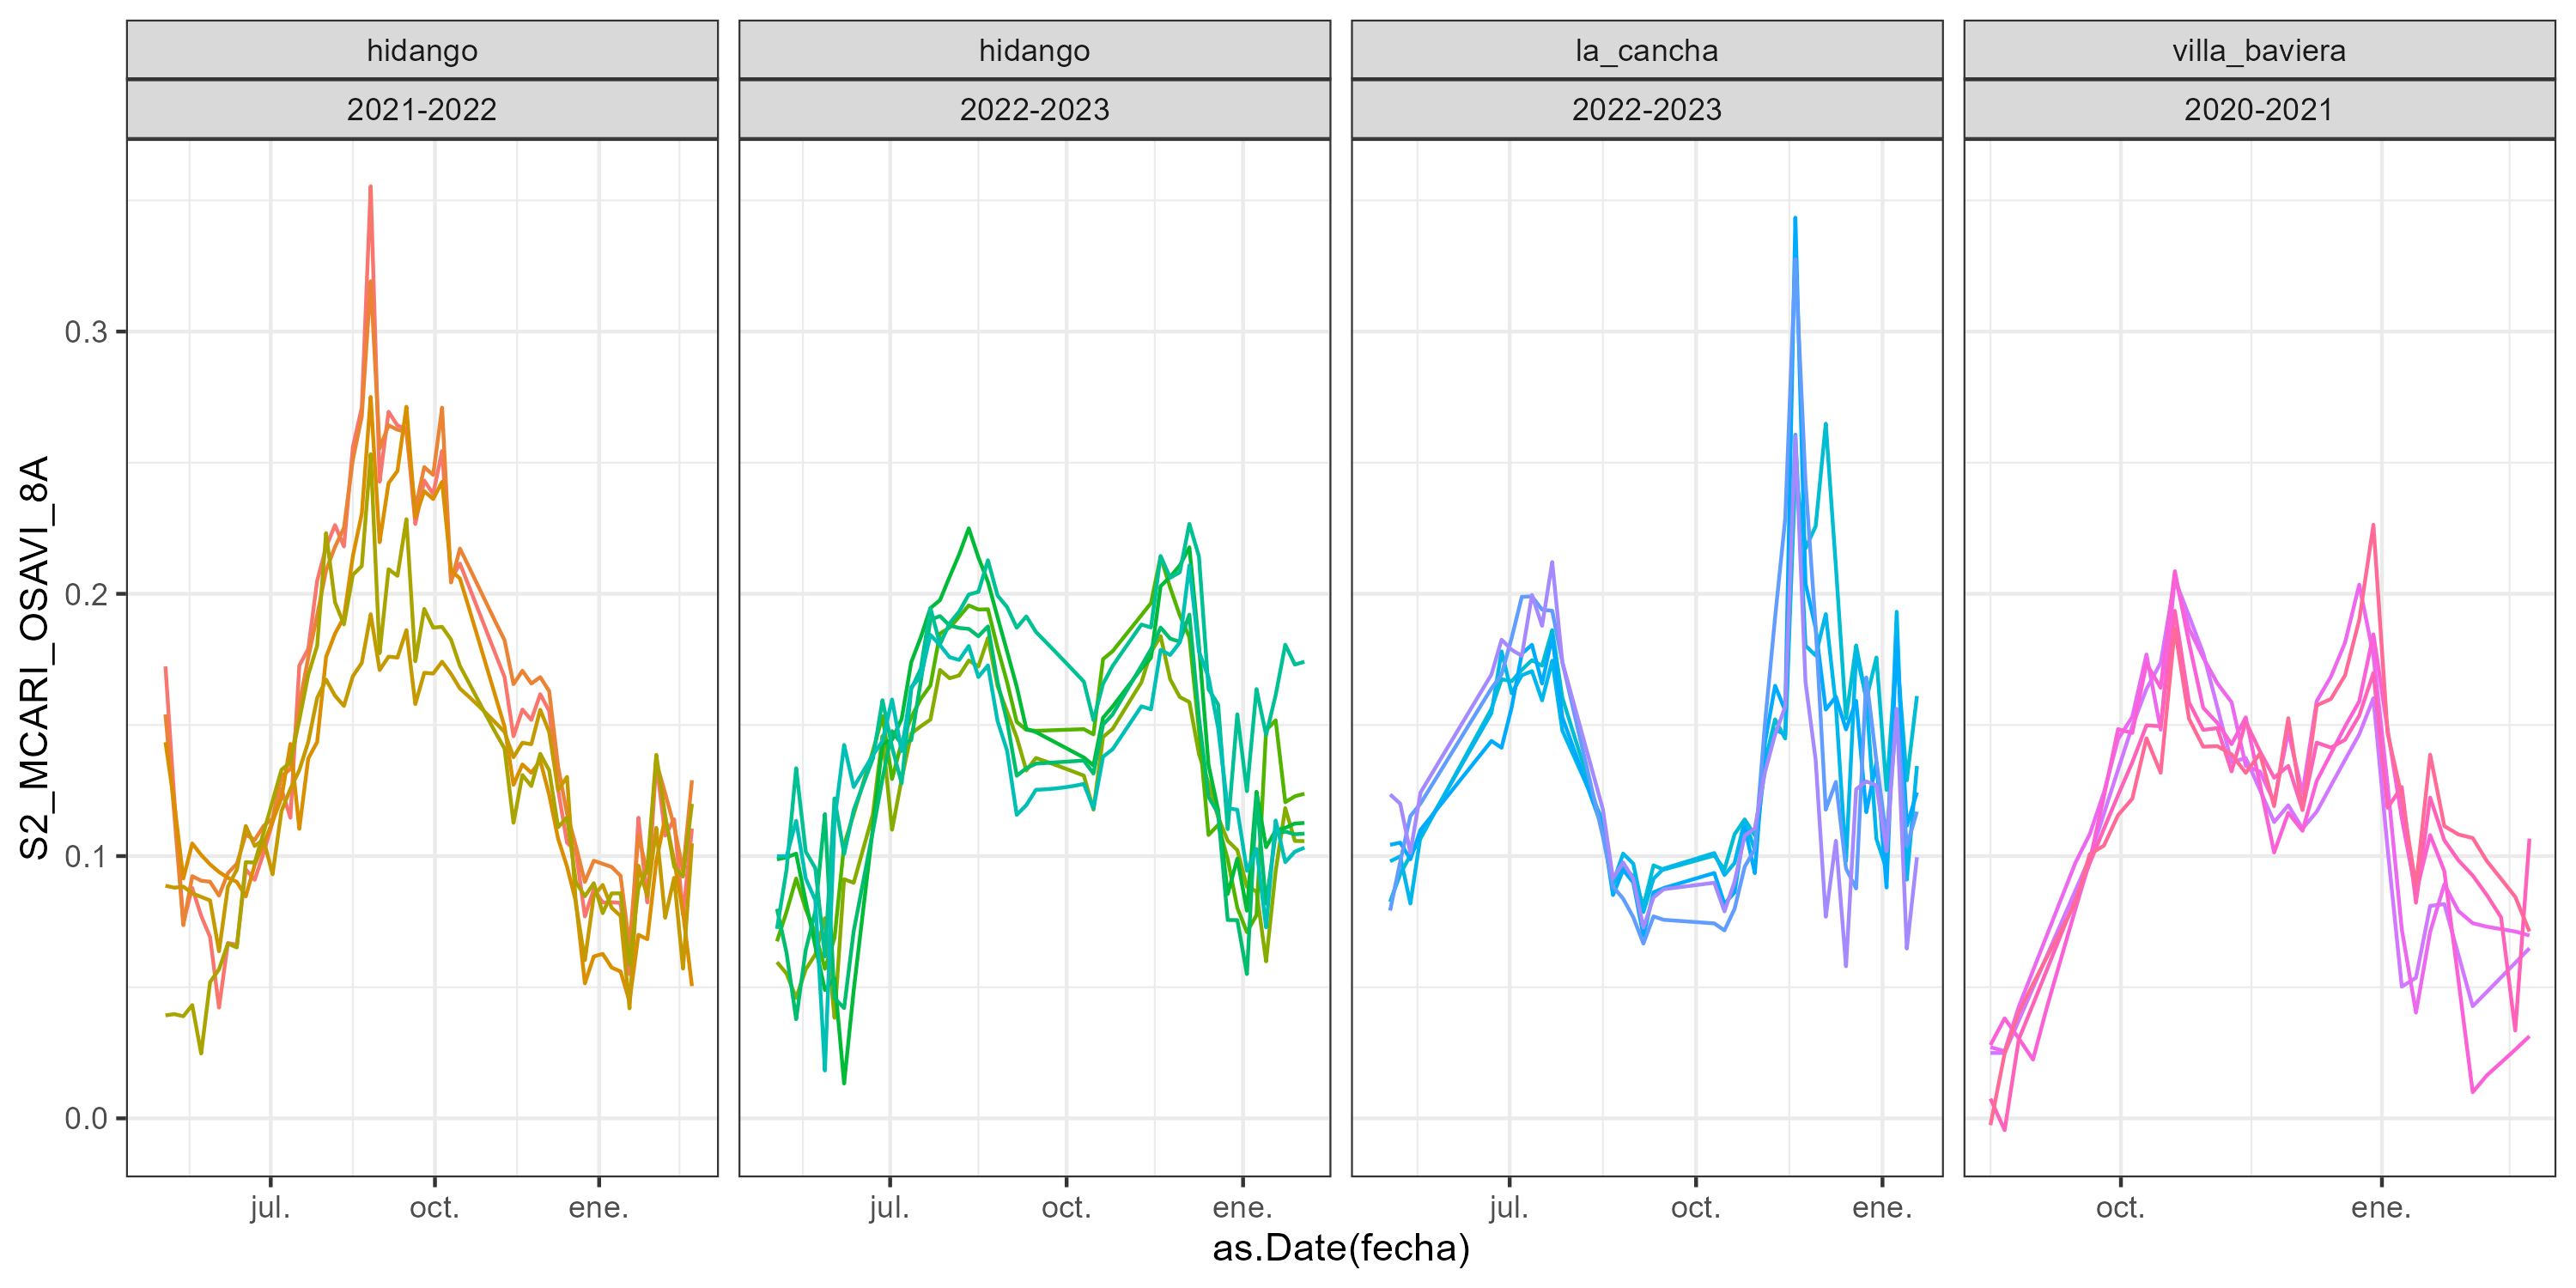 hidango
hidango
la_cancha
villa_baviera
2021-2022
2022-2023
2022-2023
2020-2021
S2_MCARI_OSAVI_8A
0.3
0.2
0.1
0.0
jul.
oct.
ene.
jul.
oct.
ene.
jul.
oct.
ene.
oct.
ene.
as.Date(fecha)